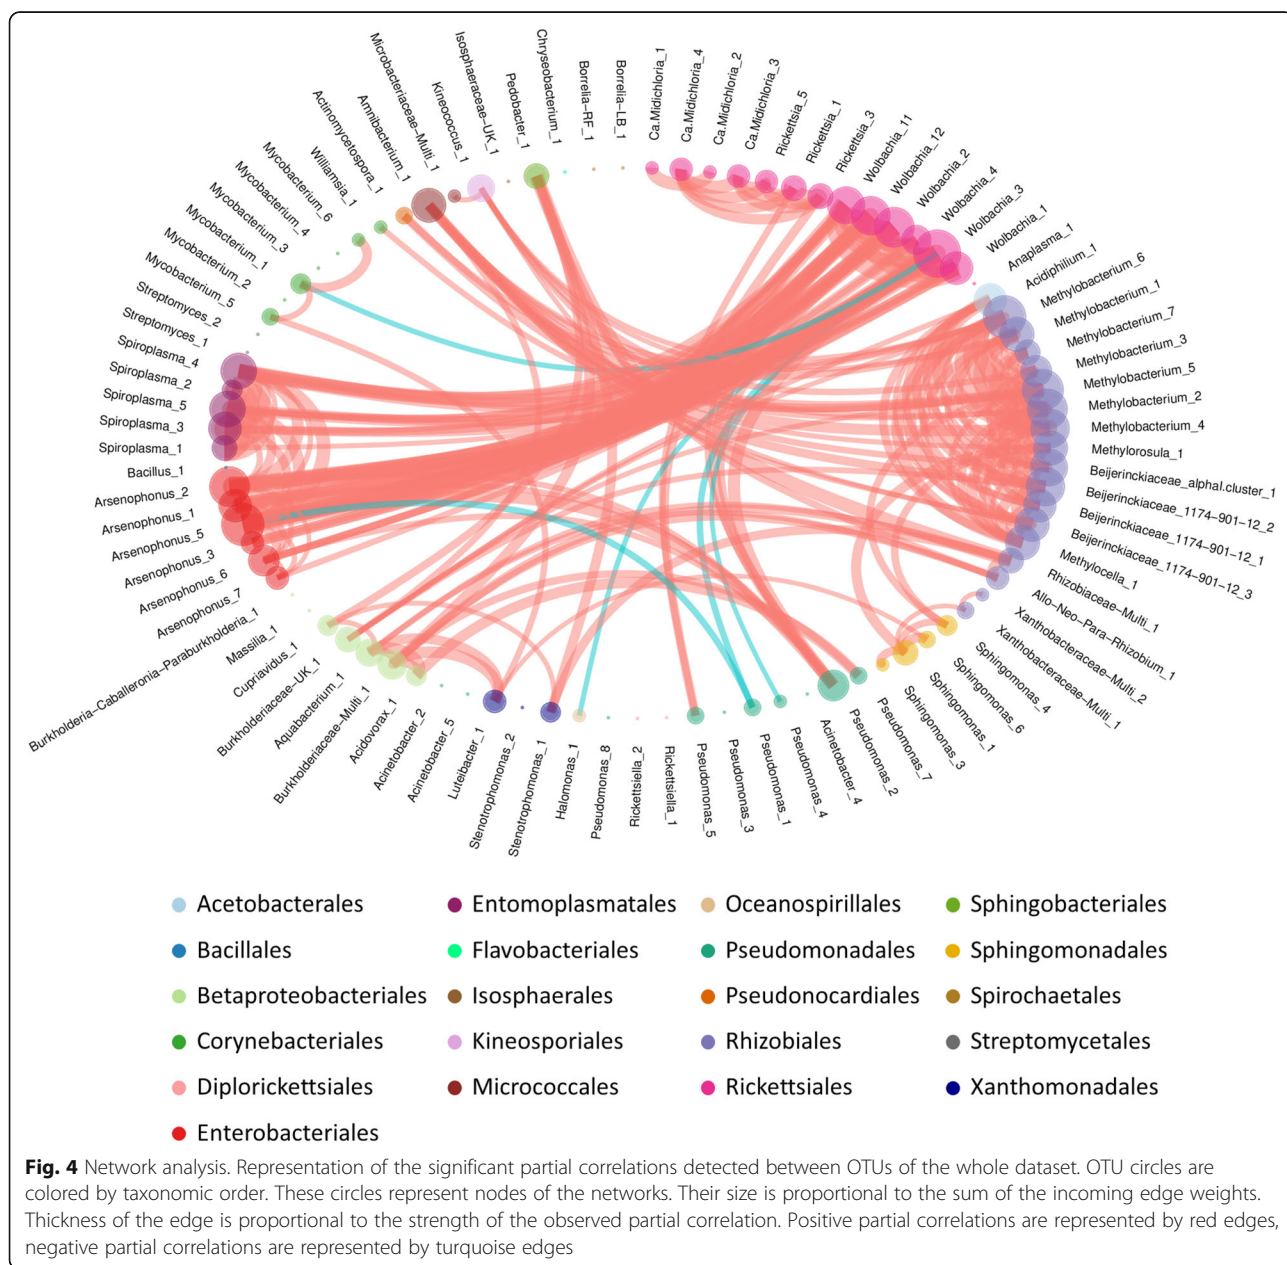 Microbacteriaceae−Multi_1
Isosphaeraceae−UK_1
Kineococcus_1
Pedobacter_1
Chryseobacterium_1
Borrelia−RF_1
Borrelia−LB_1
Ca.Midichloria_1
Ca.Midichloria_4
Ca.Midichloria_2
Ca.Midichloria_3
Rickettsia_5
Rickettsia_1
Rickettsia_3
Wolbachia_11
Wolbachia_12
Wolbachia_2
Wolbachia_4
Wolbachia_3
Wolbachia_1
Anaplasma_1
Acidiphilium_1
Methylobacterium_6
Methylobacterium_1
Methylobacterium_7
Methylobacterium_3
Methylobacterium_5
Methylobacterium_2
Methylobacterium_4
Methylorosula_1
Beijerinckiaceae_alphaI.cluster_1
Beijerinckiaceae_1174−901−12_2
Beijerinckiaceae_1174−901−12_1
Beijerinckiaceae_1174−901−12_3
Methylocella_1
Rhizobiaceae−Multi_1
Allo−Neo−Para−Rhizobium_1
Xanthobacteraceae−Multi_2
Xanthobacteraceae−Multi_1
Sphingomonas_4
Sphingomonas_6
Sphingomonas_1
Sphingomonas_3
Pseudomonas_7
Pseudomonas_2
Acinetobacter_4
Pseudomonas_4
Pseudomonas_1
Pseudomonas_3
Pseudomonas_5
Rickettsiella_1
Rickettsiella_2
Pseudomonas_8
Halomonas_1
Stenotrophomonas_1
Stenotrophomonas_2
Luteibacter_1
Acinetobacter_5
Acinetobacter_2
Acidovorax_1
Burkholderiaceae−Multi_1
Aquabacterium_1
Burkholderiaceae−UK_1
Cupriavidus_1
Massilia_1
Burkholderia−Caballeronia−Paraburkholderia_1
Arsenophonus_7
Arsenophonus_6
Arsenophonus_3
Arsenophonus_5
Arsenophonus_1
Arsenophonus_2
Bacillus_1
Spiroplasma_1
Spiroplasma_3
Spiroplasma_5
Spiroplasma_2
Spiroplasma_4
Streptomyces_1
Streptomyces_2
Mycobacterium_5
Mycobacterium_2
Mycobacterium_1
Mycobacterium_3
Mycobacterium_4
Mycobacterium_6
Williamsia_1
Actinomycetospora_1
Amnibacterium_1
Acetobacterales
Entomoplasmatales
Oceanospirillales
Sphingobacteriales
Bacillales
Flavobacteriales
Pseudomonadales
Sphingomonadales
Betaproteobacteriales
Isosphaerales
Pseudonocardiales
Spirochaetales
Corynebacteriales
Kineosporiales
Rhizobiales
Streptomycetales
Diplorickettsiales
Micrococcales
Rickettsiales
Xanthomonadales
Enterobacteriales
Fig. 4 Network analysis. Representation of the significant partial correlations detected between OTUs of the whole dataset. OTU circles are
colored by taxonomic order. These circles represent nodes of the networks. Their size is proportional to the sum of the incoming edge weights.
Thickness of the edge is proportional to the strength of the observed partial correlation. Positive partial correlations are represented by red edges,
negative partial correlations are represented by turquoise edges